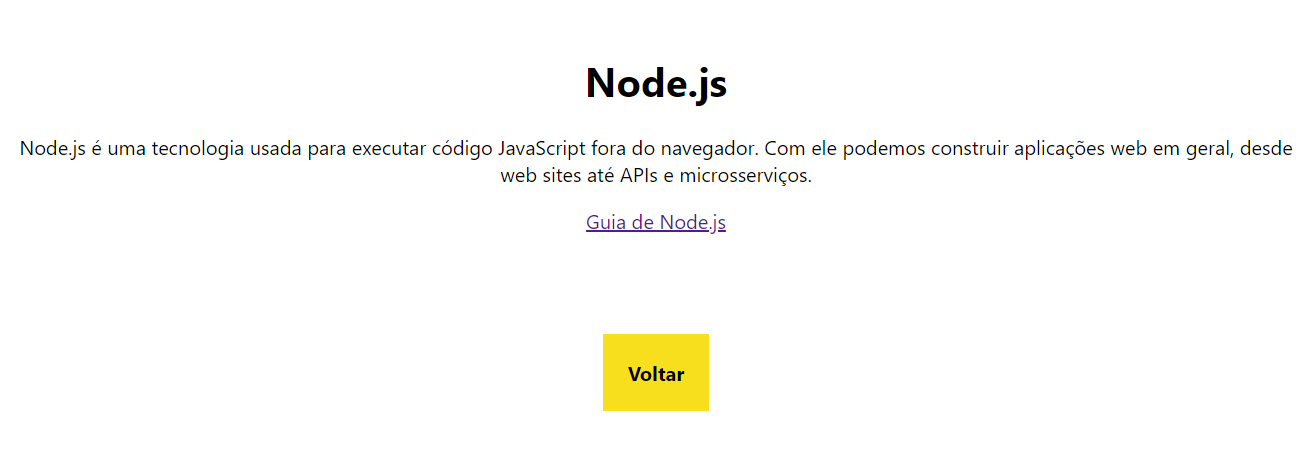 Node.js
Node.js é uma tecnologia usada para executar código JavaScript fora do navegador. Com ele podemos construir aplicações web em geral, desde
web sites até APIs e microsserviços.
Guia de Node.js
Voltar